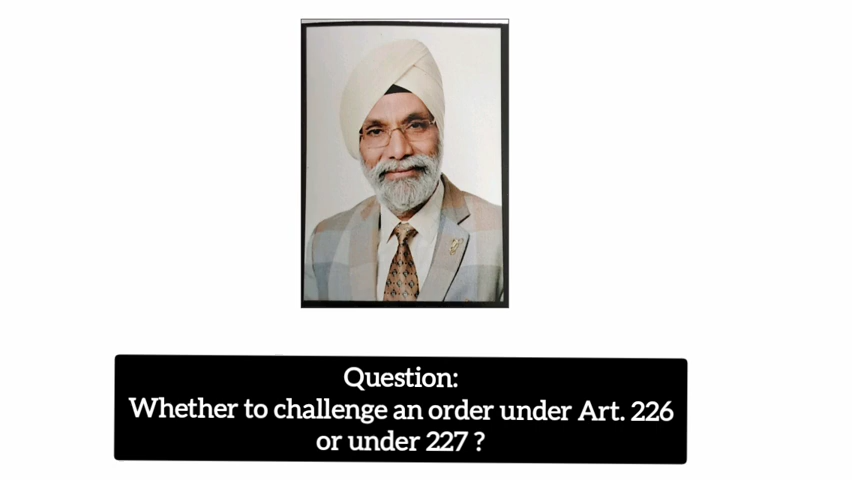 Question:
Whether to challenge an order under Art. 226
or under 227 ?